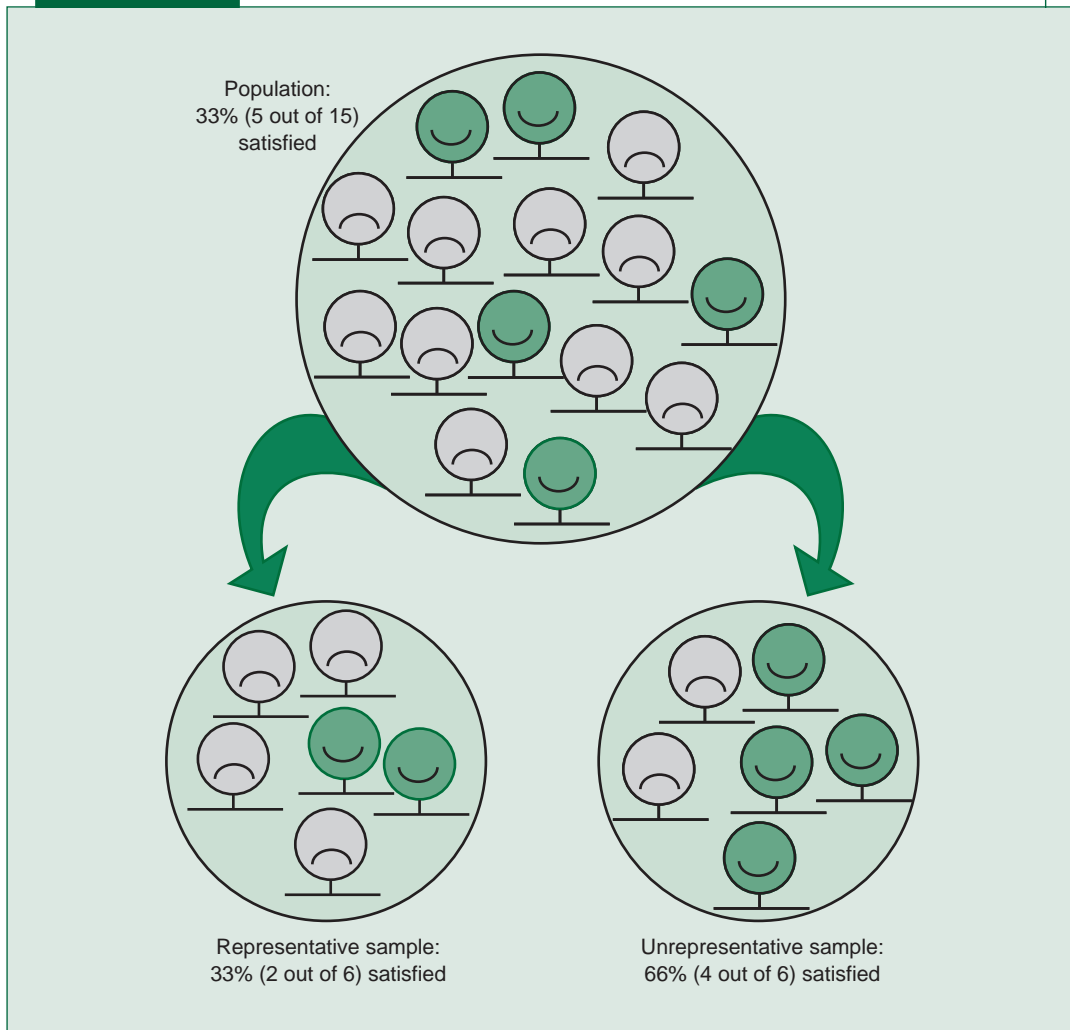 Population:
33% (5 out of 15)
satisfied
Representative sample:
33% (2 out of 6) satisfied
Unrepresentative sample:
66% (4 out of 6) satisfied